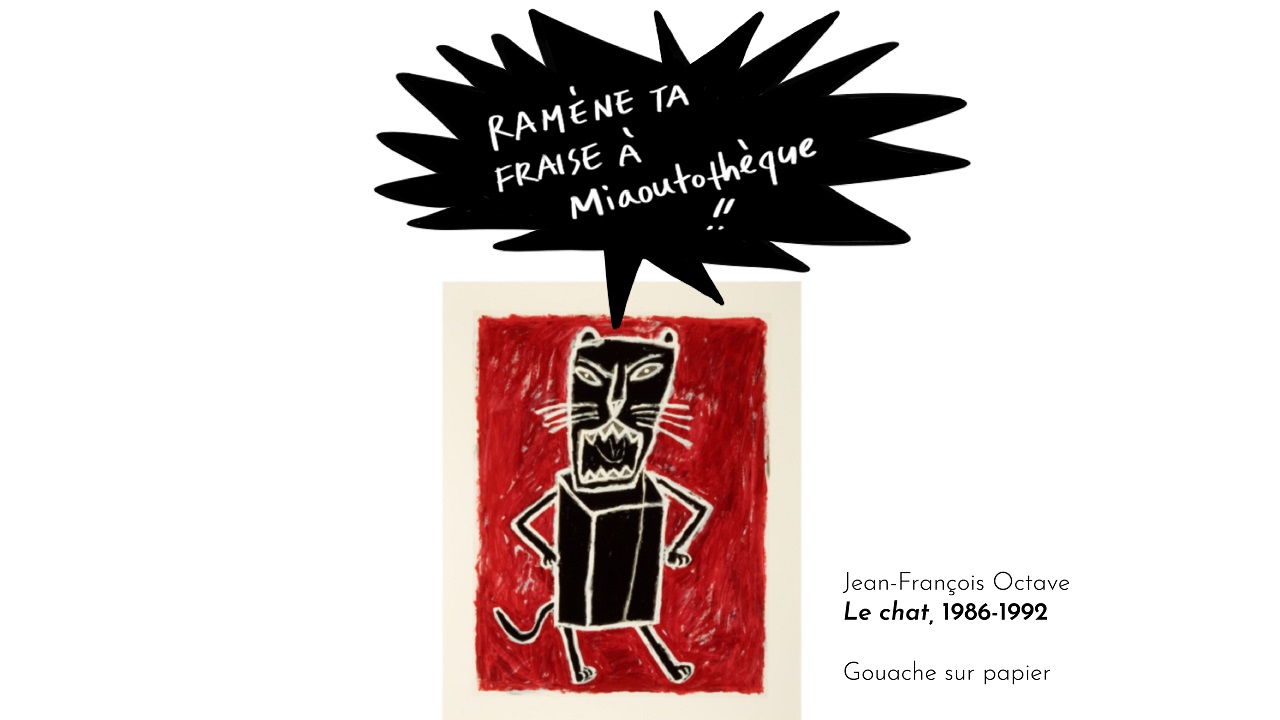 RAMÈNE TA
FRAISE À
Miaoutothèque
!!
Jean-François Octave
Le chat, 1986-1992
Gouache sur papier